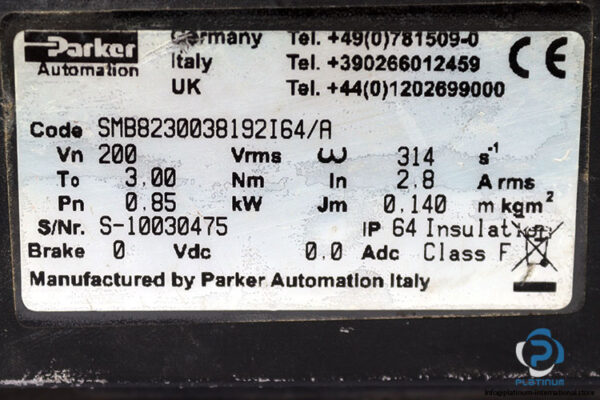 Parker
Automation
Germany Tel. +49(0)781509-0
Italy Tel. +390266012459
UK Tel. +44(0)1202699000
CE
Code SMB8230038192I64/A
Vn 200 Vrms ω 314 s⁻¹
To 3,00 Nm In 2.8 A rms
Pn 0.85 kW Jm 0.140 m kgm²
S/Nr. S-10030475 IP 64 Insulation
Brake 0 Vdc 0.0 Adc Class F
Manufactured by Parker Automation Italy
PLATINUM
info@platinum-international.store